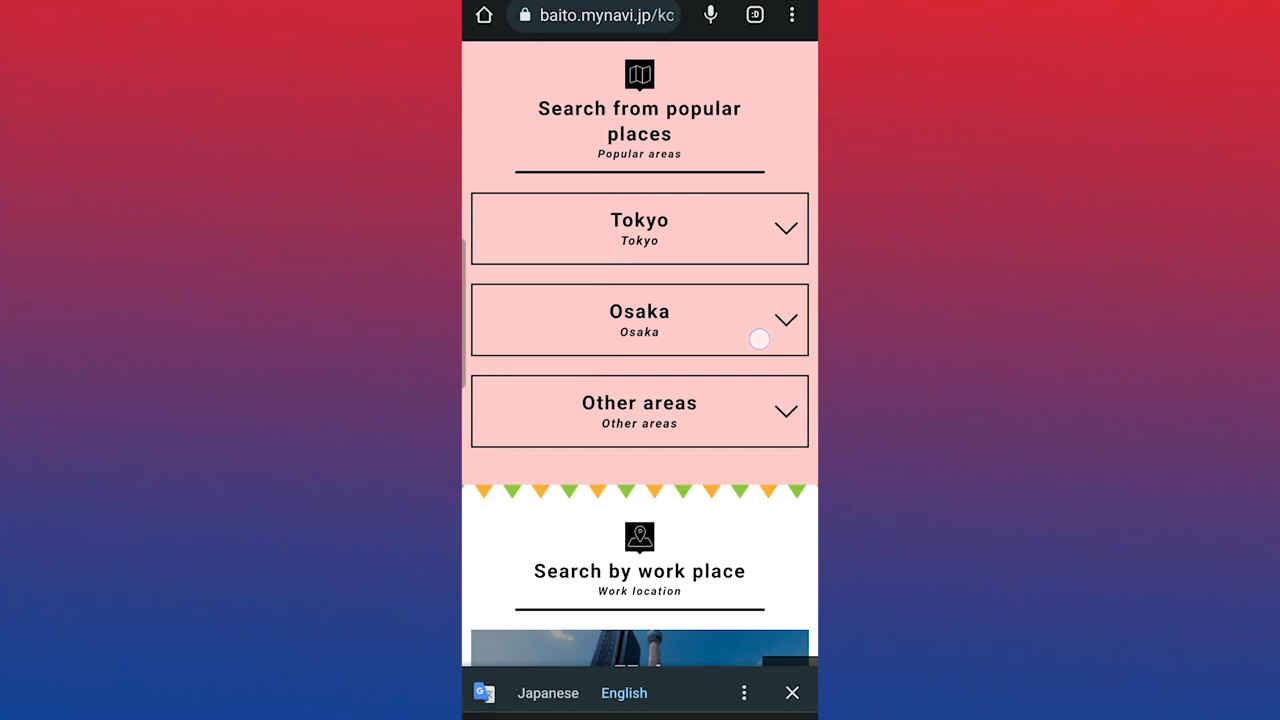 baito.mynavi.jp/kc
:D
Search from popular
places
Popular areas
Tokyo
Tokyo
Osaka
Osaka
Other areas
Other areas
Search by work place
Work location
Japanese English